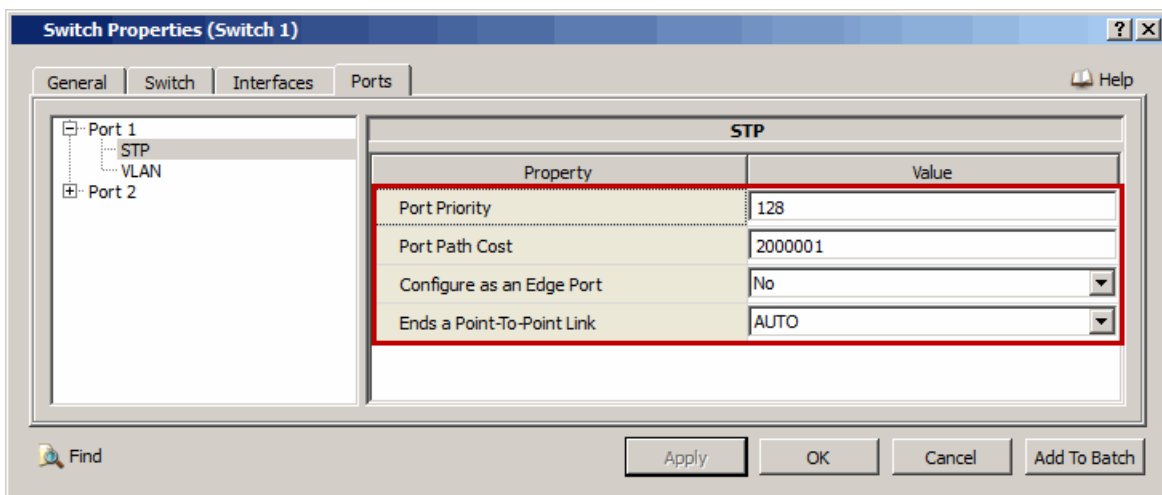 Switch Properties (Switch 1)
? X
General Switch Interfaces Ports Help
Port 1
STP
VLAN
Port 2
STP
Property Value
Port Priority 128
Port Path Cost 2000001
Configure as an Edge Port No
Ends a Point-To-Point Link AUTO
Find Apply OK Cancel Add To Batch